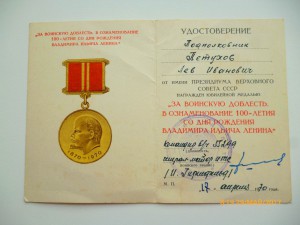 „ЗА ВОИНСКУЮ ДОБЛЕСТЬ.
В ОЗНАМЕНОВАНИЕ
100-ЛЕТИЯ СО ДНЯ РОЖДЕНИЯ
ВЛАДИМИРА ИЛЬИЧА ЛЕНИНА"
1870-1970
УДОСТОВЕРЕНИЕ
Подполковник
Петухов
Лев Иванович
ОТ ИМЕНИ ПРЕЗИДИУМА ВЕРХОВНОГО
СОВЕТА СССР
НАГРАЖДЕН ЮБИЛЕЙНОЙ МЕДАЛЬЮ
„ЗА ВОИНСКУЮ ДОБЛЕСТЬ.
В ОЗНАМЕНОВАНИЕ 100-ЛЕТИЯ
СО ДНЯ РОЖДЕНИЯ
ВЛАДИМИРА ИЛЬИЧА ЛЕНИНА"
командир в/ч
М. П. 17 апреля 1970 года